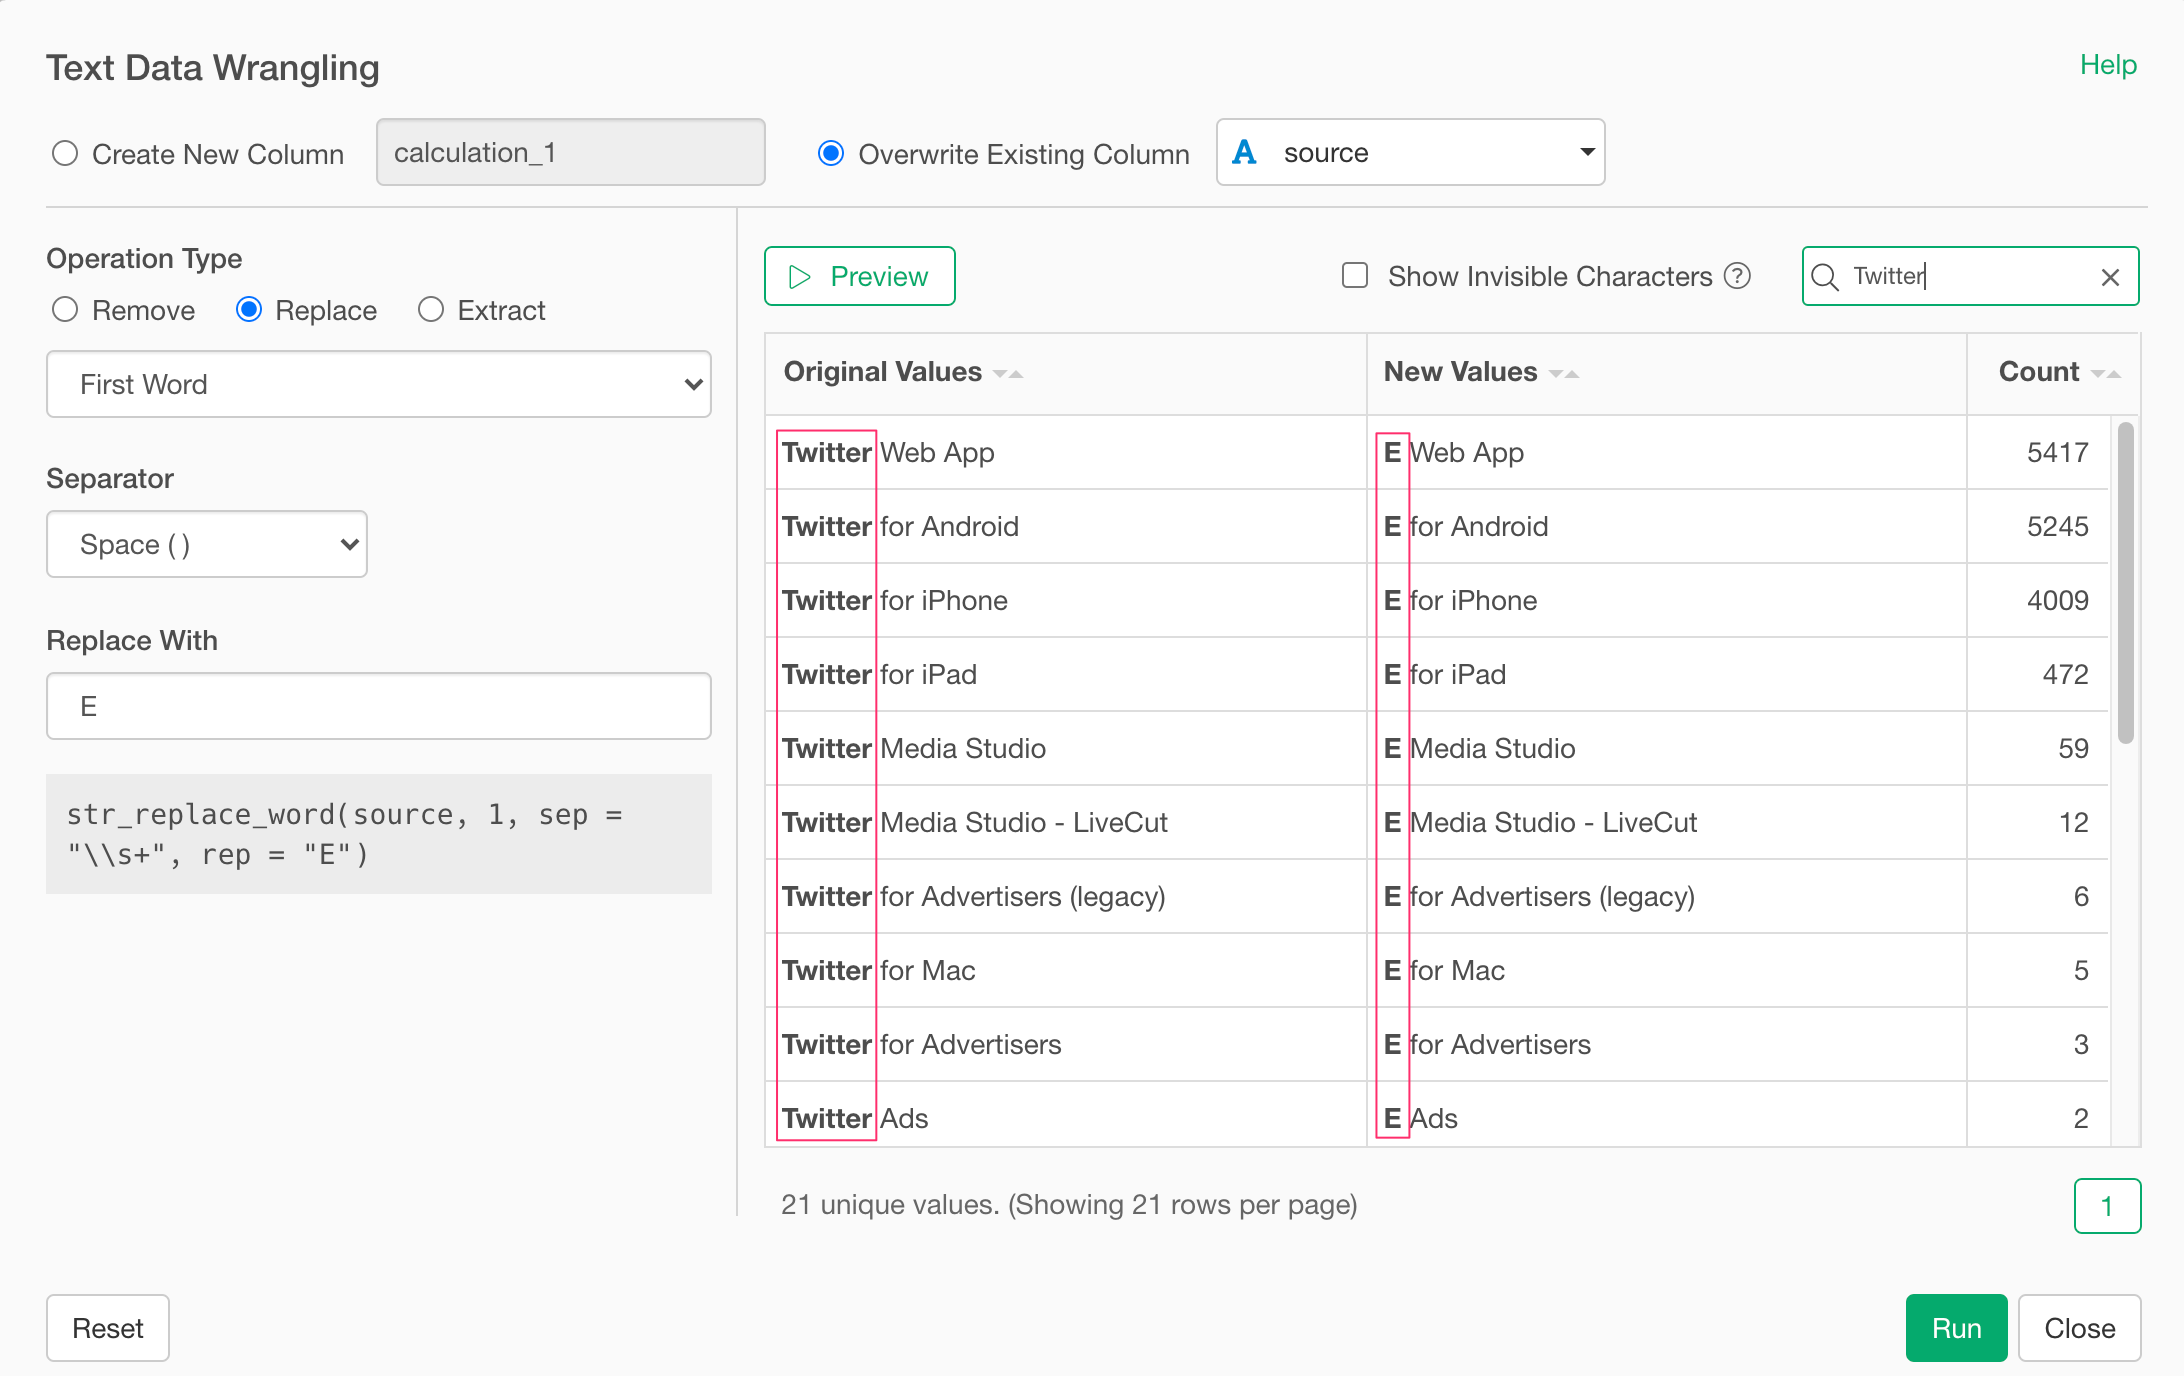 Text Data Wrangling
Help
Create New Column
calculation_1
Overwrite Existing Column
A source
Operation Type
Remove Replace Extract
First Word
Separator
Space ( )
Replace With
E
str_replace_word(source, 1, sep =
"\\s+", rep = "E")
Preview
Show Invisible Characters ?
Twitter
Original Values New Values Count
Twitter Web App E Web App 5417
Twitter for Android E for Android 5245
Twitter for iPhone E for iPhone 4009
Twitter for iPad E for iPad 472
Twitter Media Studio E Media Studio 59
Twitter Media Studio - LiveCut E Media Studio - LiveCut 12
Twitter for Advertisers (legacy) E for Advertisers (legacy) 6
Twitter for Mac E for Mac 5
Twitter for Advertisers E for Advertisers 3
Twitter Ads E Ads 2
21 unique values. (Showing 21 rows per page)
1
Reset
Run
Close